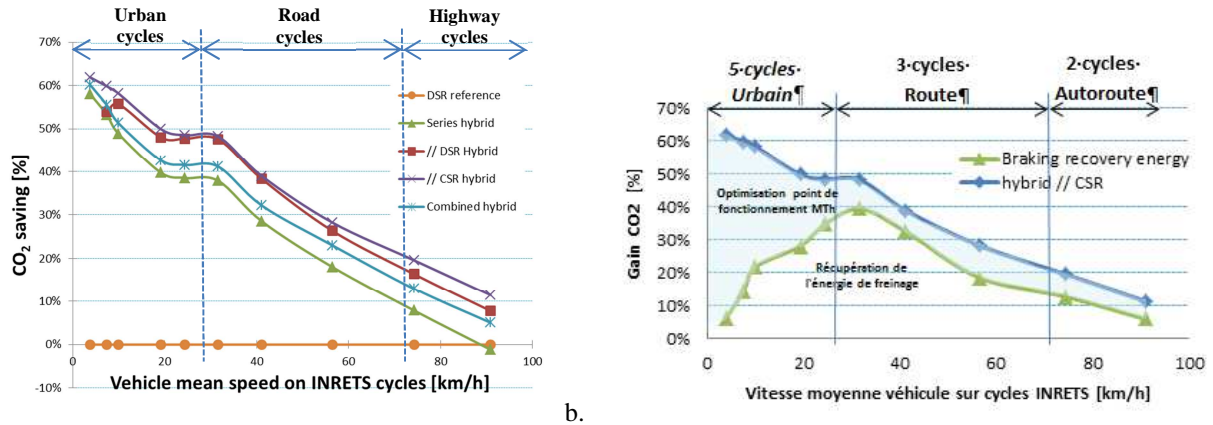 Urban
cycles
Road
cycles
Highway
cycles
70%
60%
50%
40%
30%
20%
10%
0%
-10%
CO2 saving [%]
DSR reference
Series hybrid
// DSR Hybrid
// CSR hybrid
Combined hybrid
0 20 40 60 80 100
Vehicle mean speed on INRETS cycles [km/h]
b.
5·cycles·
Urbain¶
3·cycles·
Route¶
2·cycles·
Autoroute¶
70%
60%
50%
40%
30%
20%
10%
0%
Gain CO2 [%]
Braking recovery energy
hybrid // CSR
Optimisation point de
fonctionnement MTh
Récupération de
l'énergie de freinage
0 20 40 60 80 100
Vitesse moyenne véhicule sur cycles INRETS [km/h]